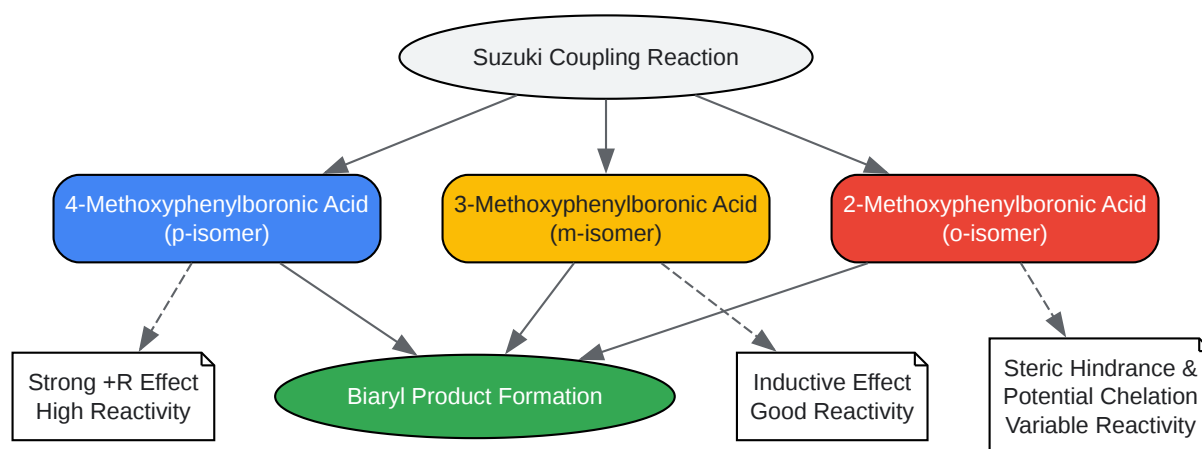 Suzuki Coupling Reaction
4-Methoxyphenylboronic Acid
(p-isomer)
3-Methoxyphenylboronic Acid
(m-isomer)
2-Methoxyphenylboronic Acid
(o-isomer)
Strong +R Effect
High Reactivity
Biaryl Product Formation
Inductive Effect
Good Reactivity
Steric Hindrance &
Potential Chelation
Variable Reactivity